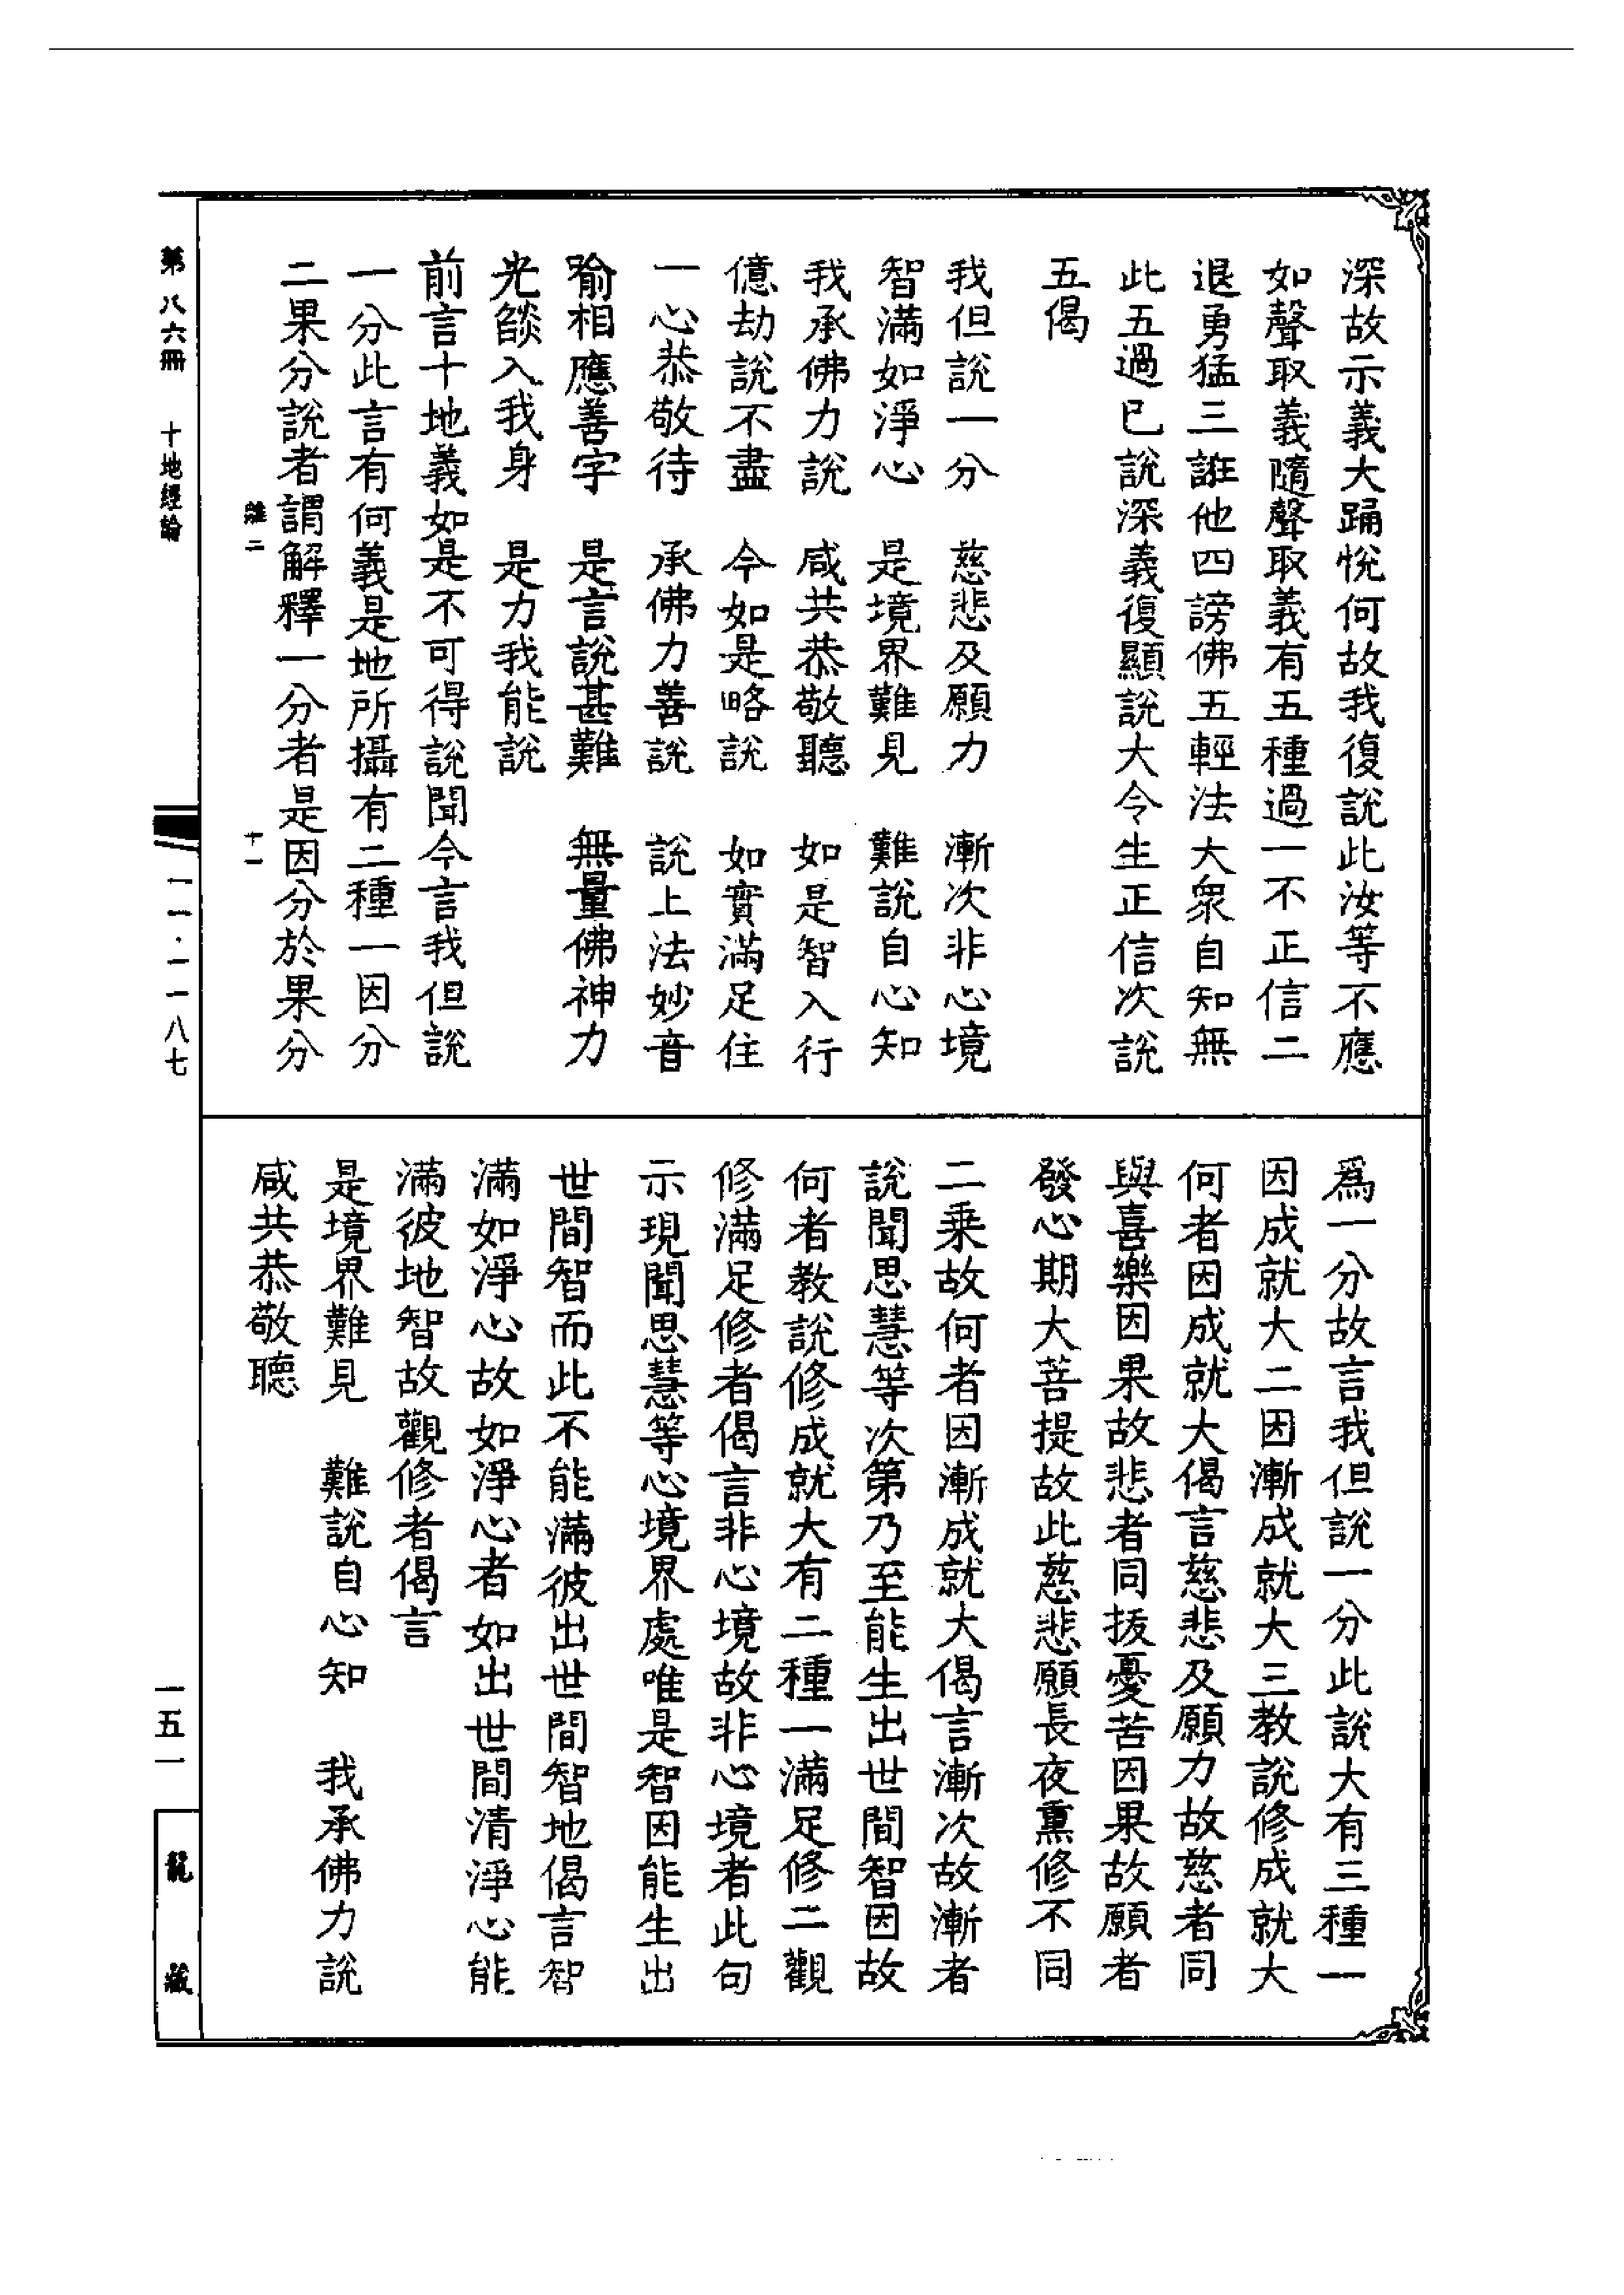 深故示義大踊悅何故我復說此汝等不應
如聲取義隨聲取義有五種過一不正信二
退勇猛三誑他四謗佛五輕法大衆自知無
此五過已說深義復顯說大令生正信次說
五偈
我但說一分　慈悲及願力　漸次非心境
智滿如淨心　是境界難見　難說自心知
我承佛力說　咸共恭敬聽　如是智入行
億劫說不盡　今如是略說　如實滿足住
一心恭敬待　承佛力善說　說上法妙音
喻相應善字　是言說甚難　無量佛神力
光燄入我身　是力我能說
前言十地義如是不可得說聞今言我但說
一分此言有何義是地所攝有二種一因分
二果分說者謂解釋一分者是因分於果分
難二　十一
爲一分故言我但說一分此說大有三種一
因成就大二因漸成就大三教說修成就大
何者因成就大偈言慈悲及願力故慈者同
與喜樂因果故悲者同拔憂苦因果故願者
發心期大菩提故此慈悲願長夜熏修不同
二乘故何者因漸成就大偈言漸次故漸者
說聞思慧等次第乃至能生出世間智因故
何者教說修成就大有二種一滿足修二觀
修滿足修者偈言非心境故非心境者此句
示現聞思慧等心境界處唯是智因能生出
世間智而此不能滿彼出世間智地偈言智
滿如淨心故如淨心者如出世間清淨心能
滿彼地智故觀修者偈言
是境界難見　難說自心知　我承佛力說
咸共恭敬聽
第八六冊　十地經論
一一·一一八七
一五一
龍藏